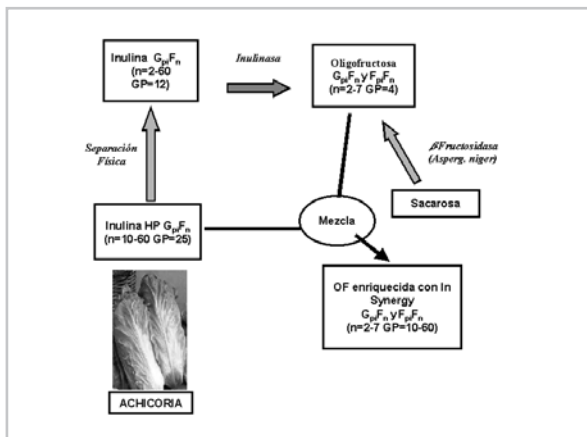 Inulina GpyFn
(n=2-60
GP=12)
Inulinasa
Oligofructosa
GpyFn y FpyFn
(n=2-7 GP=4)
Separación
Física
βFructosidasa
(Asperg. niger)
Sacarosa
Inulina HP GpyFn
(n=10-60 GP=25)
Mezcla
OF enriquecida con In
Synergy
GpyFn y FpyFn
(n=2-7 GP=10-60)
ACHICORIA